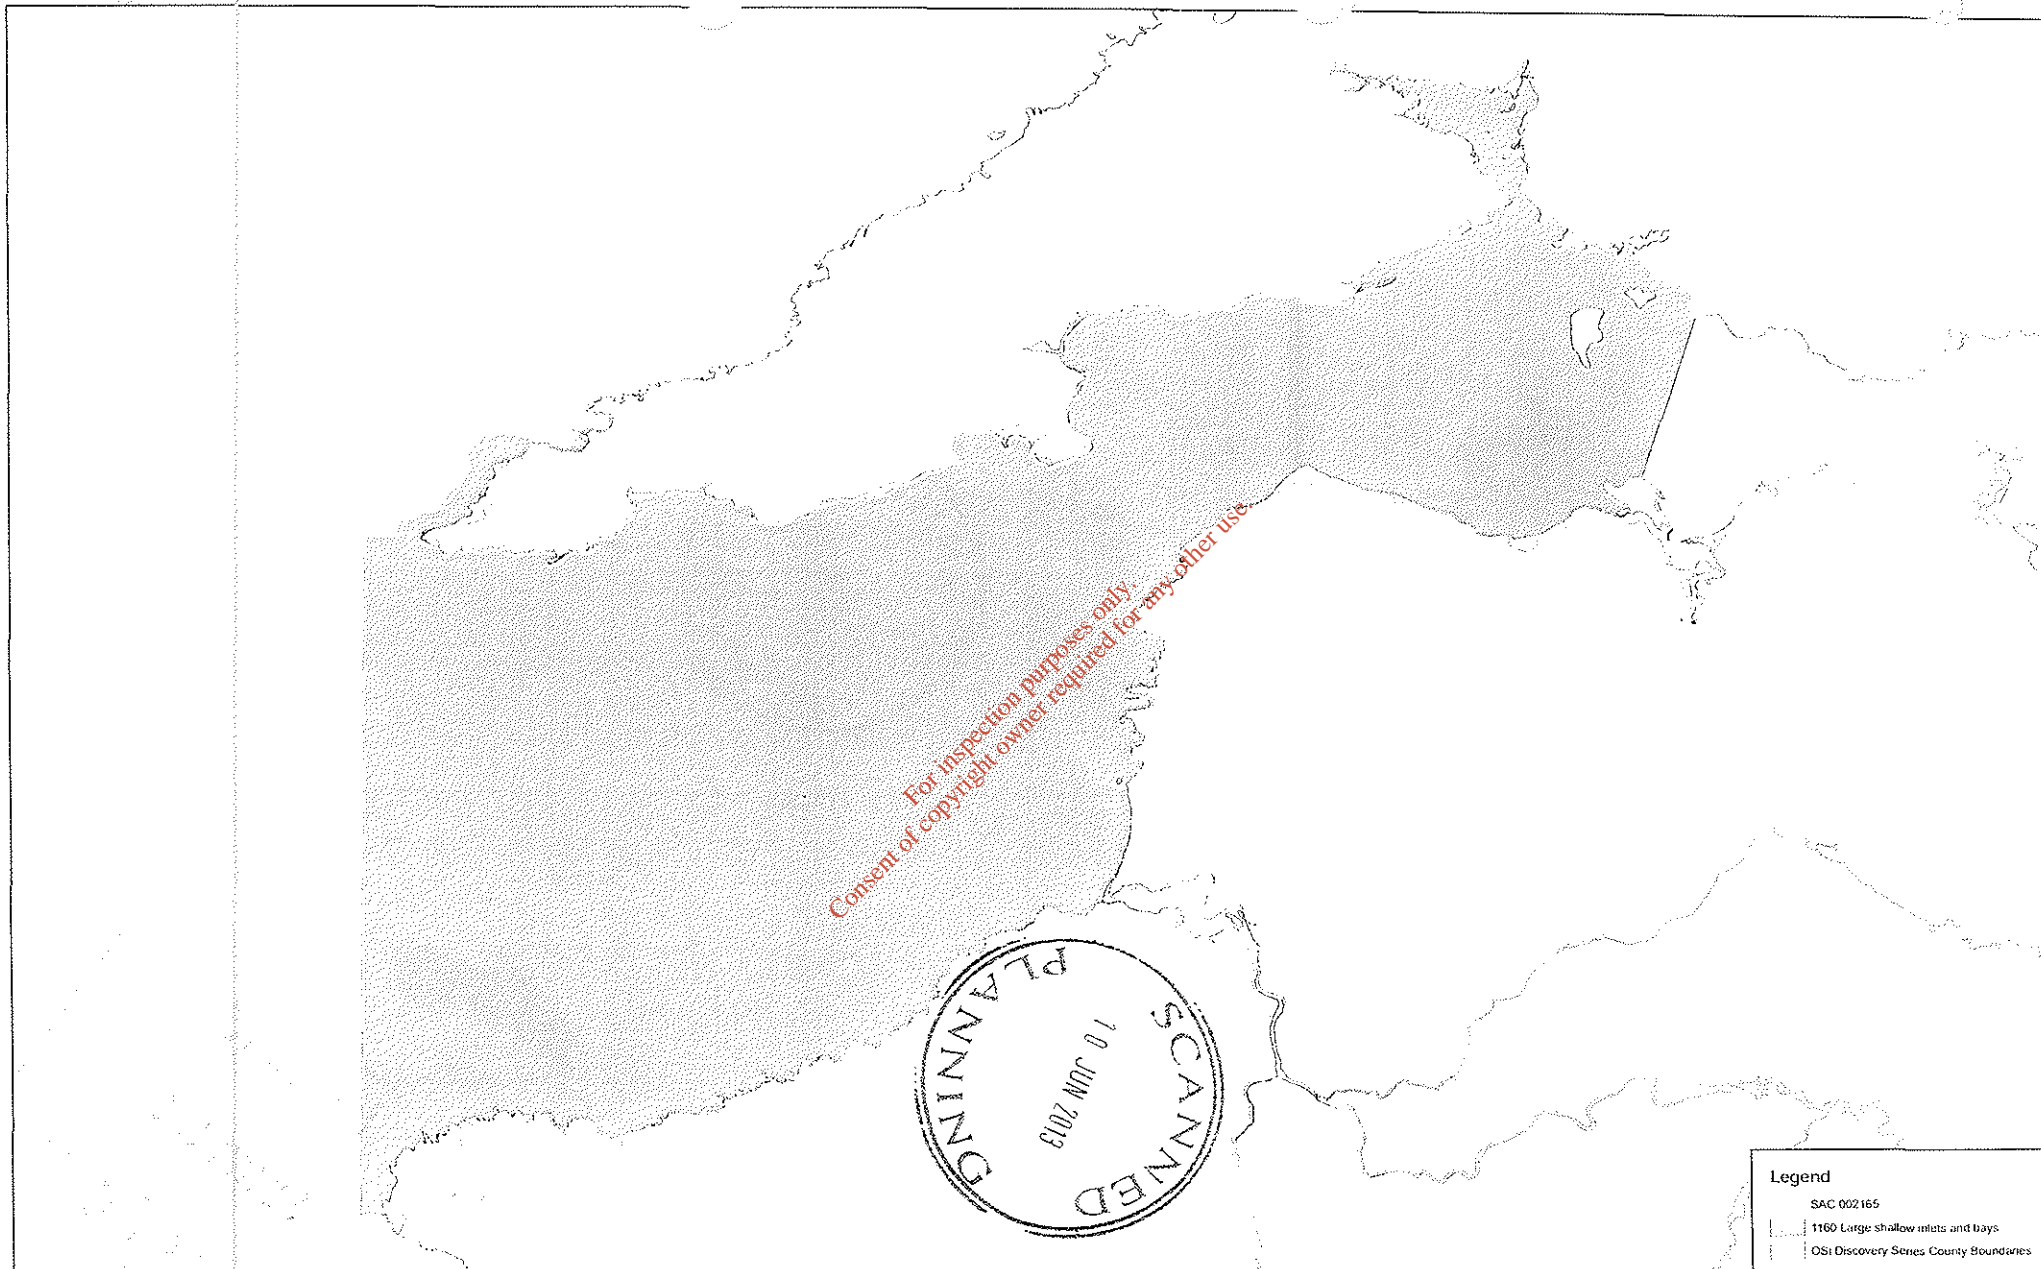 For inspection purposes only.
Consent of copyright owner required for any other use.
SCANNED
10 JUN 2013
PLANNING
Legend
SAC 002165
1160 Large shallow inlets and bays
OSi Discovery Series County Boundaries